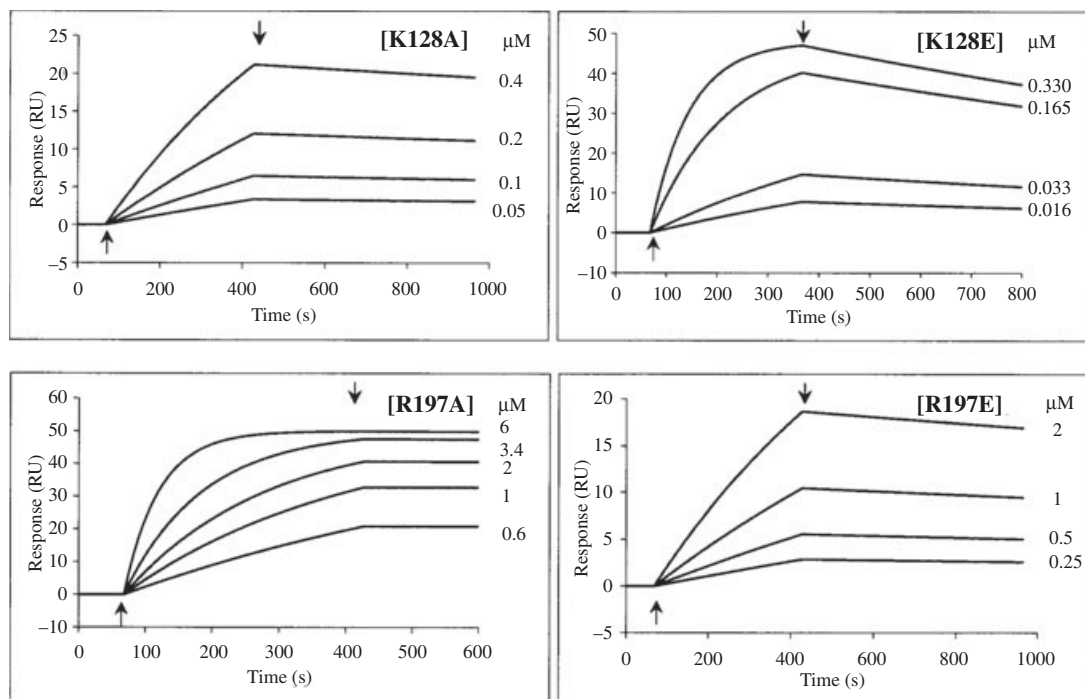 [K128A] µM
Response (RU)
25
20
15
10
5
0
–5
0.4
0.2
0.1
0.05
0 200 400 600 800 1000
Time (s)
[K128E] µM
Response (RU)
50
40
30
20
10
0
–10
0.330
0.165
0.033
0.016
0 100 200 300 400 500 600 700 800
Time (s)
[R197A] µM
Response (RU)
60
50
40
30
20
10
0
–10
6
3.4
2
1
0.6
0 100 200 300 400 500 600
Time (s)
[R197E] µM
Response (RU)
20
15
10
5
0
–5
2
1
0.5
0.25
0 200 400 600 800 1000
Time (s)